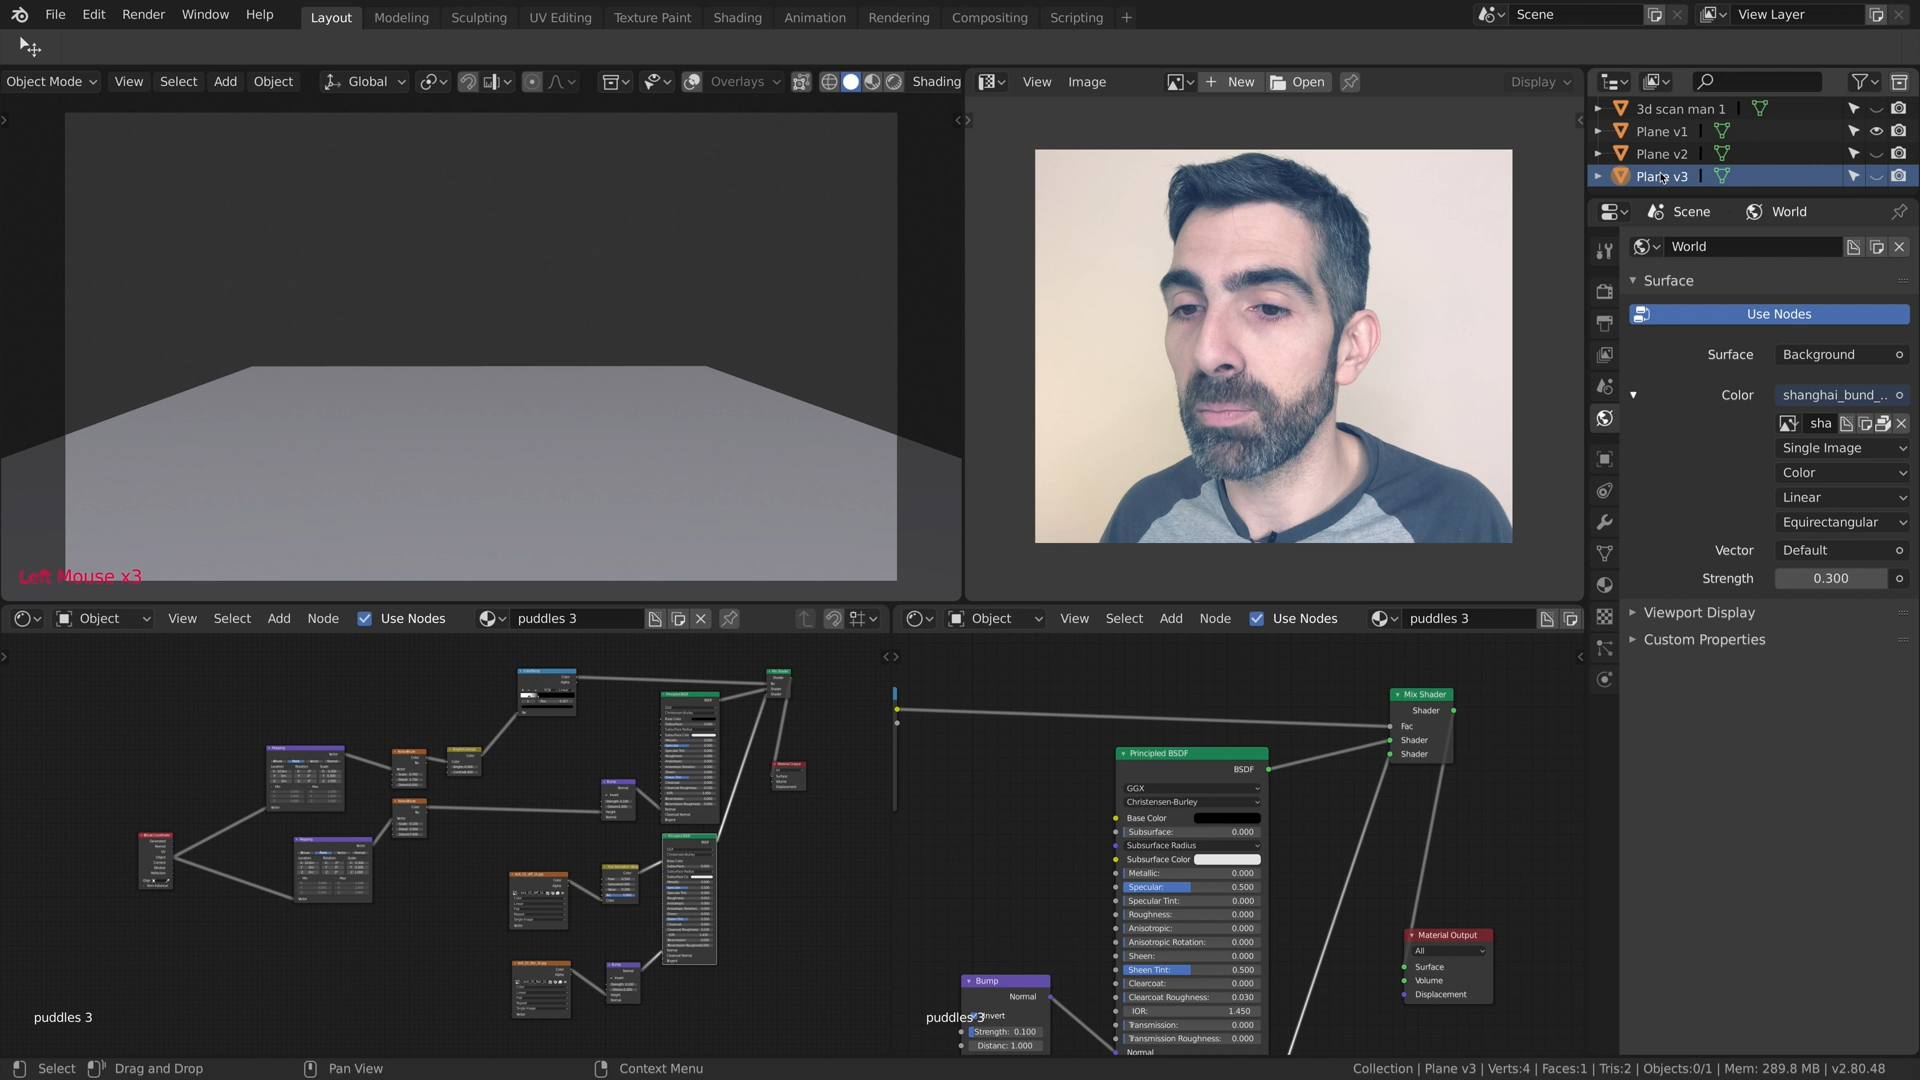 File Edit Render Window Help
Layout Modeling Sculpting UV Editing Texture Paint Shading Animation Rendering Compositing Scripting +
Scene
View Layer
Object Mode View Select Add Object Global Overlays Shading
View Image + New Open Display
3d scan man 1
Plane v1
Plane v2
Plane v3
Scene World
World
Surface
Use Nodes
Surface Background
Color shanghai_bund_..
sha
Single Image
Color
Linear
Equirectangular
Vector Default
Strength 0.300
Viewport Display
Custom Properties
Left Mouse x3
Object View Select Add Node Use Nodes puddles 3
Object View Select Add Node Use Nodes puddles 3
puddles 3
Mix Shader
Shader
Fac
Shader
Shader
Principled BSDF
BSDF
GGX
Christensen-Burley
Base Color
Subsurface: 0.000
Subsurface Radius
Subsurface Color
Metallic: 0.000
Specular: 0.500
Specular Tint: 0.000
Roughness: 0.000
Anisotropic: 0.000
Anisotropic Rotation: 0.000
Sheen: 0.000
Sheen Tint: 0.500
Clearcoat: 0.000
Clearcoat Roughness: 0.030
IOR: 1.450
Transmission: 0.000
Transmission Roughness: 0.000
Normal
Material Output
All
Surface
Volume
Displacement
Bump
Normal
Invert
Strength: 0.100
Distanc: 1.000
puddles 3
Select Drag and Drop Pan View Context Menu
Collection | Plane v3 | Verts:4 | Faces:1 | Tris:2 | Objects:0/1 | Mem: 289.8 MB | v2.80.48